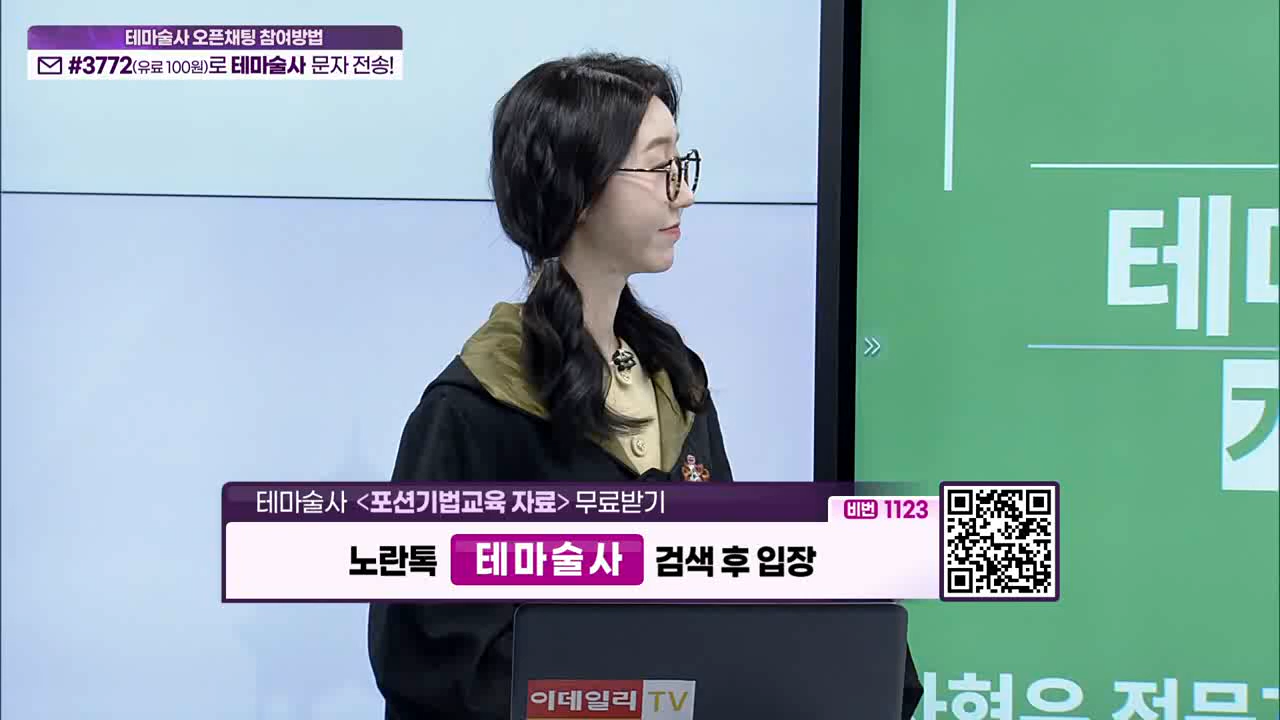 테마술사 오픈채팅 참여방법
#3772(유료 100원)로 테마술사 문자 전송!
테마술사 <포션기법교육 자료> 무료받기
비번 1123
노란톡 테마술사 검색 후 입장
이데일리 TV
테